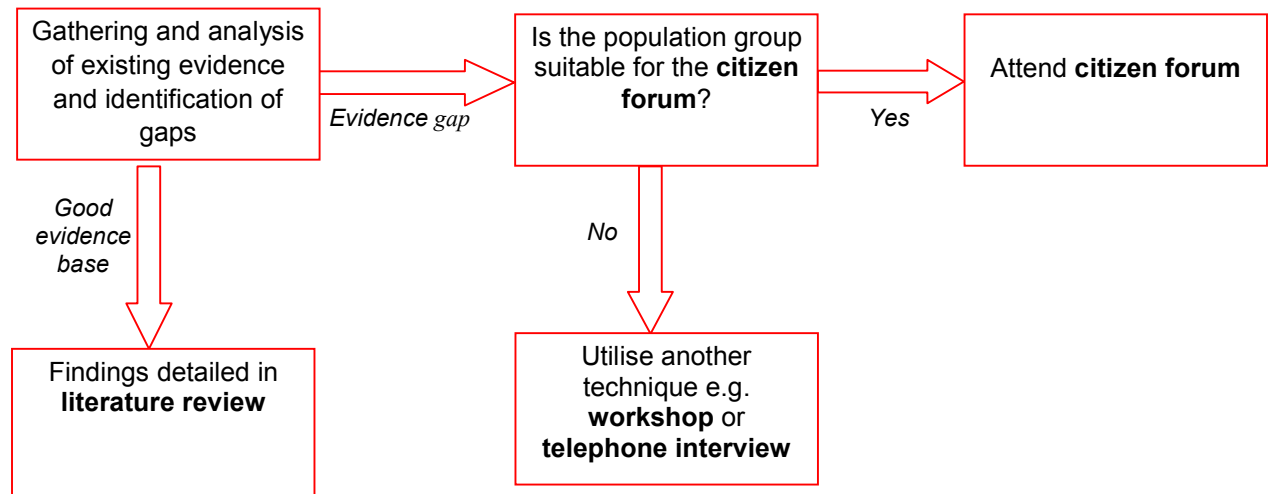 Gathering and analysis
of existing evidence
and identification of
gaps
Evidence gap
Is the population group
suitable for the citizen
forum?
Yes
Attend citizen forum
Good
evidence
base
No
Findings detailed in
literature review
Utilise another
technique e.g.
workshop or
telephone interview